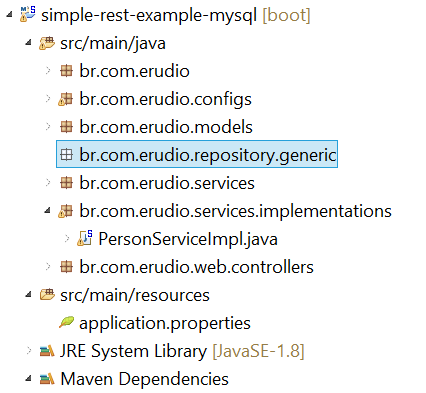 simple-rest-example-mysql [boot]
src/main/java
br.com.erudio
br.com.erudio.configs
br.com.erudio.models
br.com.erudio.repository.generic
br.com.erudio.services
br.com.erudio.services.implementations
PersonServiceImpl.java
br.com.erudio.web.controllers
src/main/resources
application.properties
JRE System Library [JavaSE-1.8]
Maven Dependencies